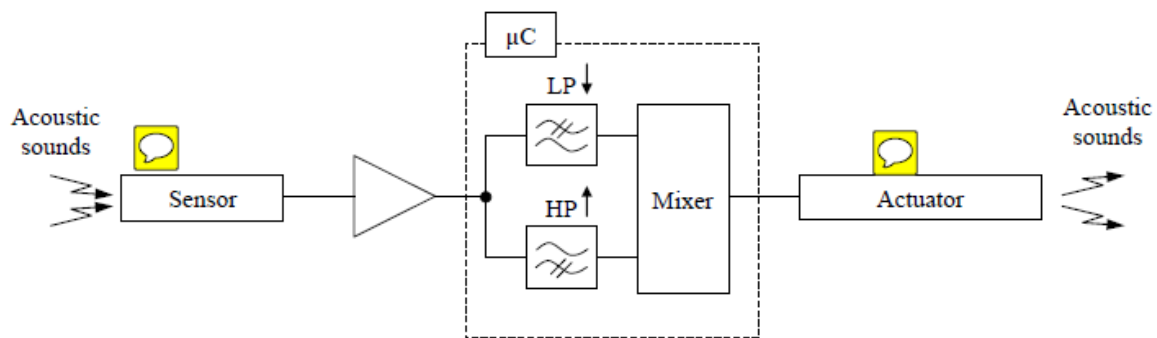 μC
LP
Acoustic
sounds
Sensor
HP
Mixer
Actuator
Acoustic
sounds